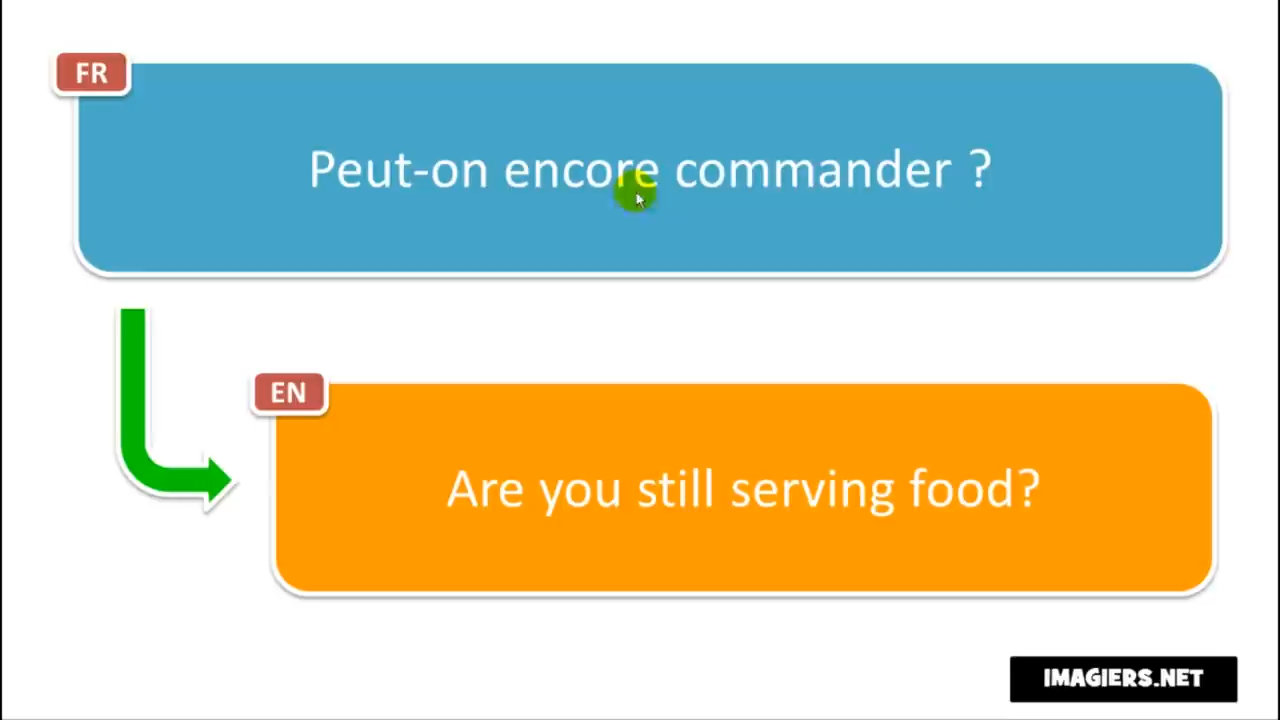 FR
Peut-on encore commander ?
EN
Are you still serving food?
IMAGIERS.NET